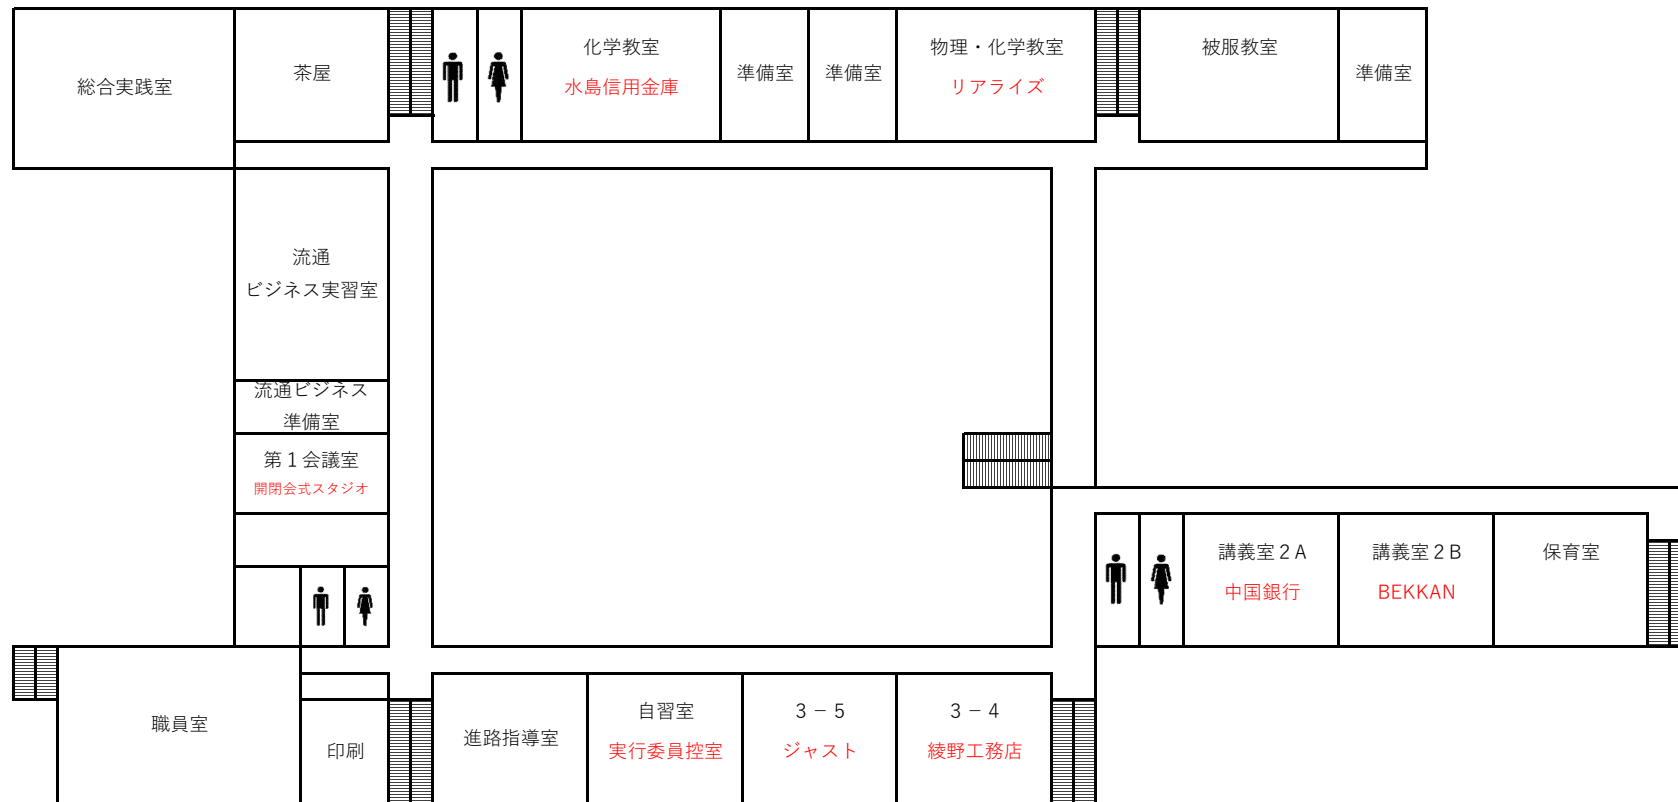 総合実践室
茶屋
化学教室
水島信用金庫
準備室
準備室
物理・化学教室
リアライズ
被服教室
準備室
流通
ビジネス実習室
流通ビジネス
準備室
第1会議室
開閉会式スタジオ
講義室2A
中国銀行
講義室2B
BEKKAN
保育室
職員室
印刷
進路指導室
自習室
実行委員控室
3-5
ジャスト
3-4
綾野工務店